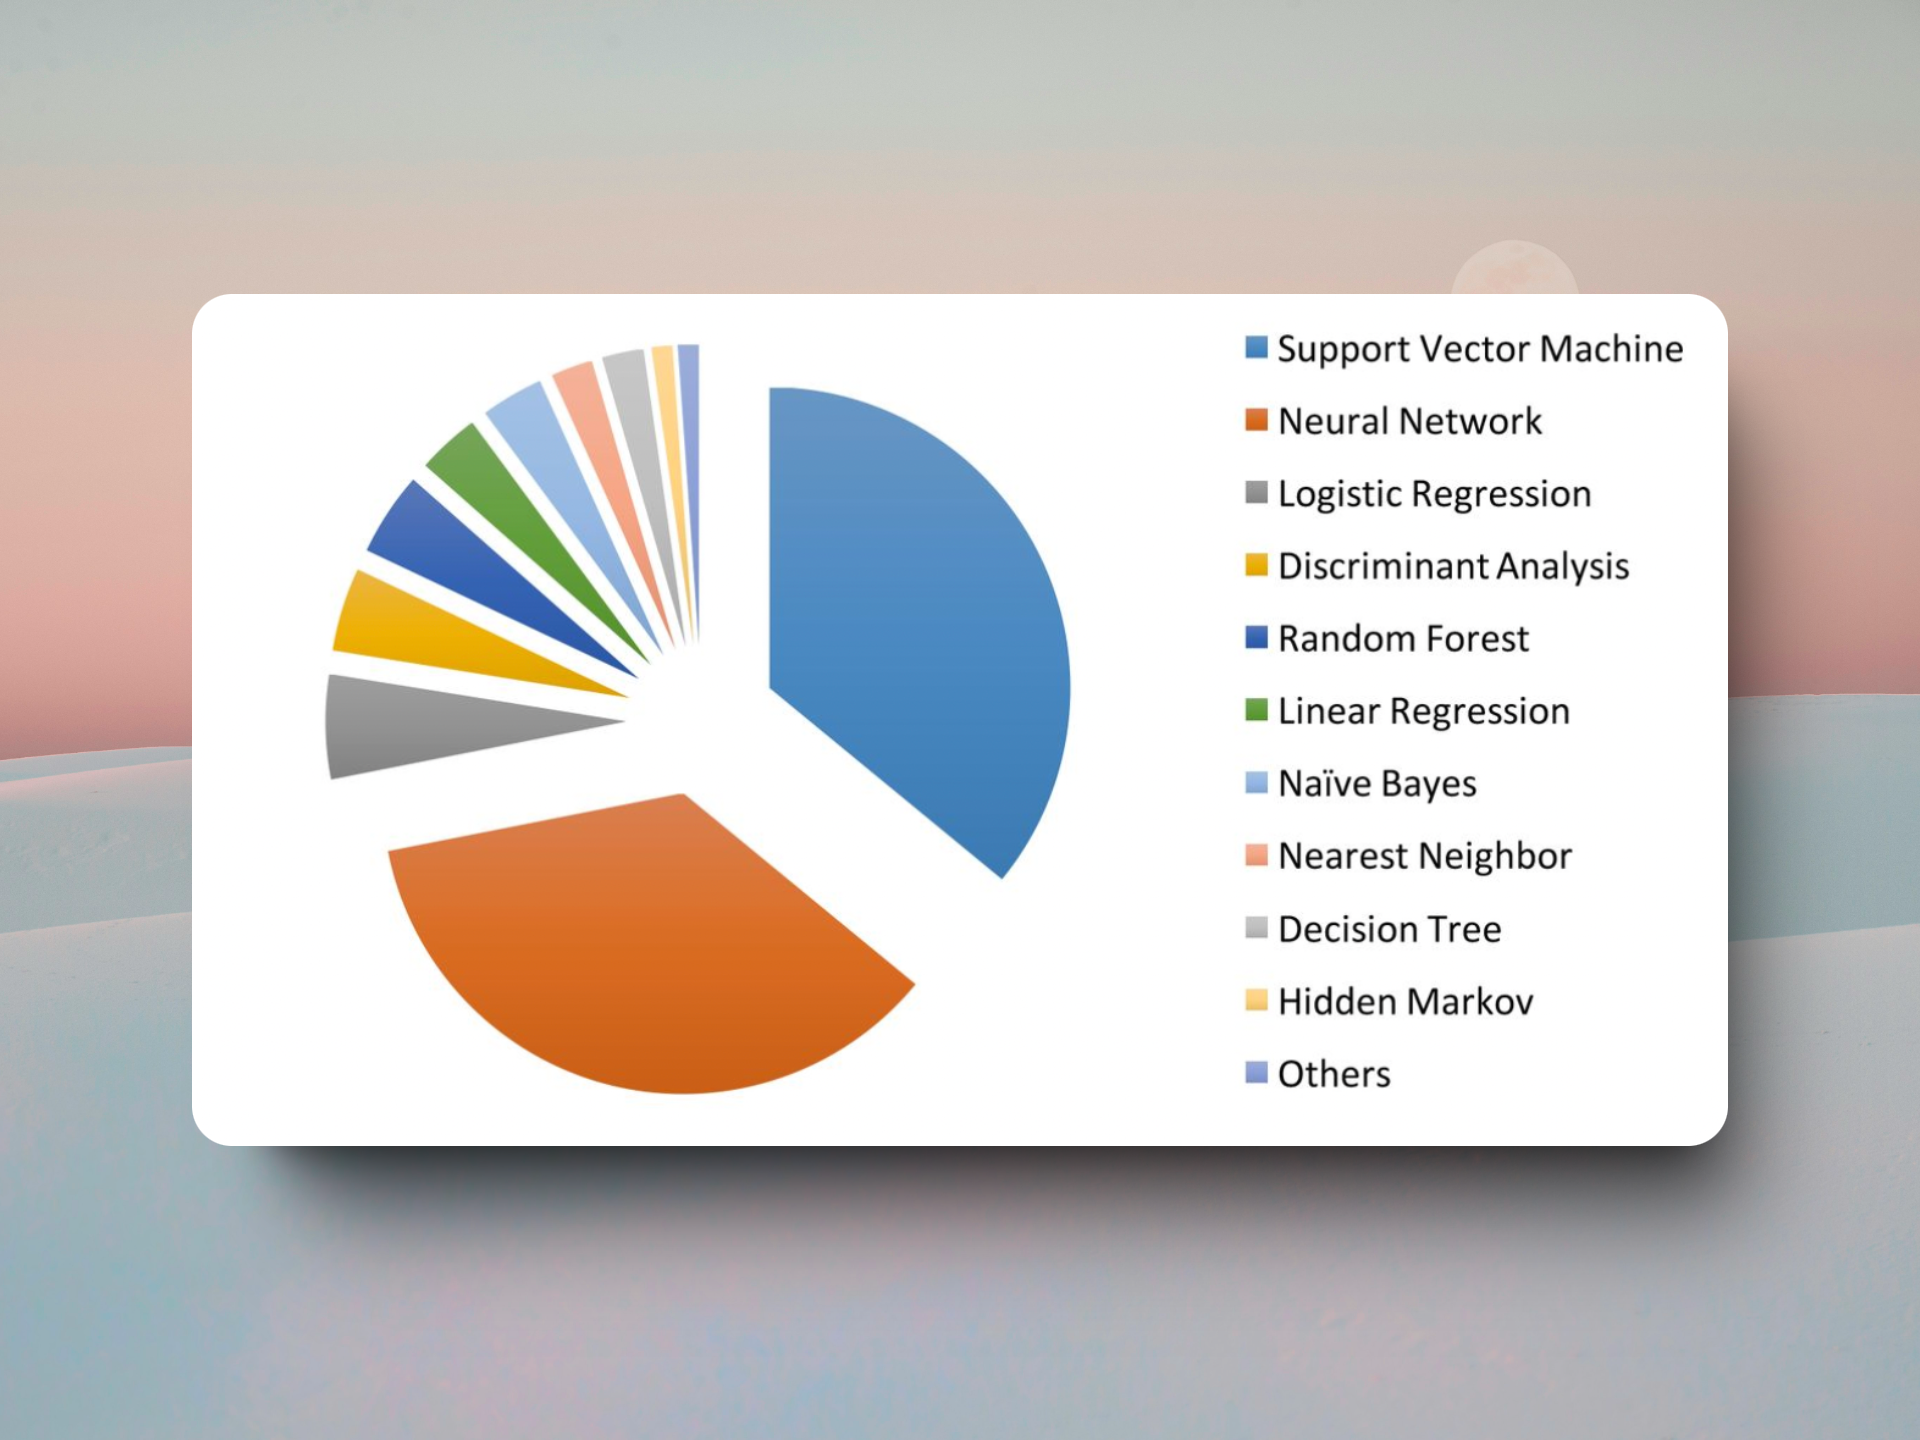 Support Vector Machine
Neural Network
Logistic Regression
Discriminant Analysis
Random Forest
Linear Regression
Naïve Bayes
Nearest Neighbor
Decision Tree
Hidden Markov
Others